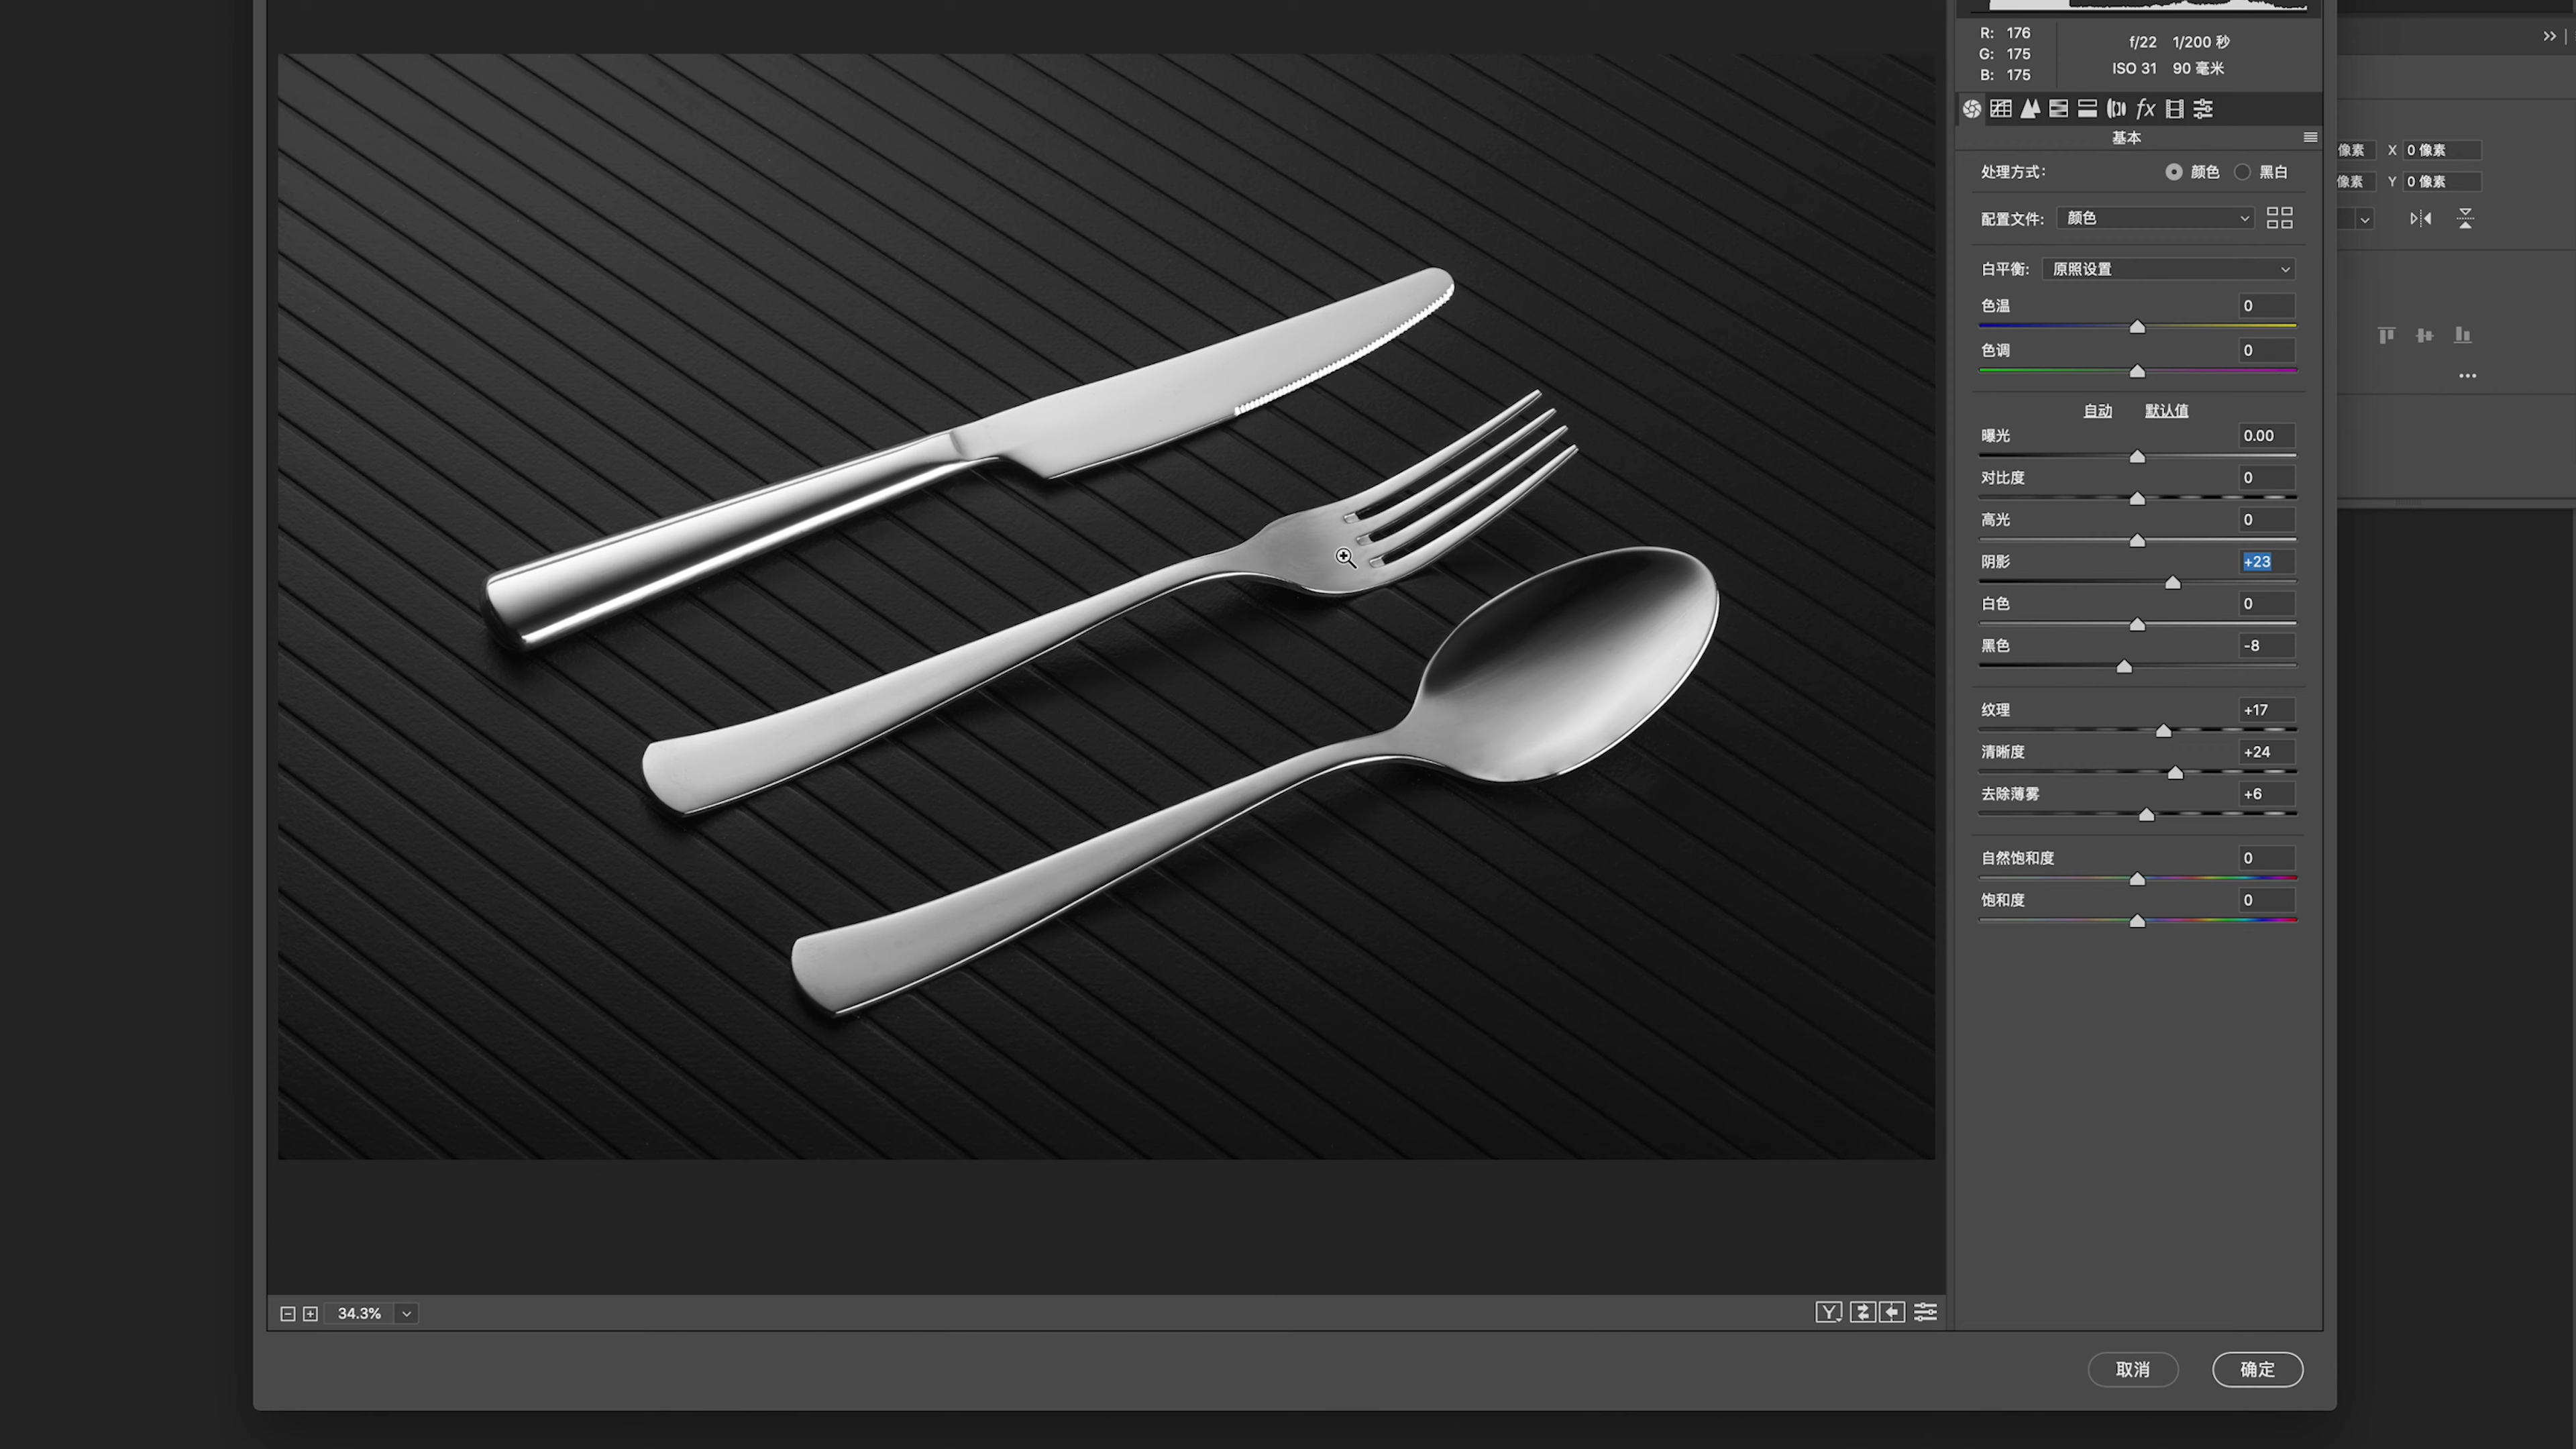 R: 176
G: 175
B: 175
f/22 1/200 秒
ISO 31 90 毫米
fx
基本
处理方式:
颜色
黑白
配置文件:
颜色
白平衡:
原照设置
色温
0
色调
0
自动
默认值
曝光
0.00
对比度
0
高光
0
阴影
+23
白色
0
黑色
-8
纹理
+17
清晰度
+24
去除薄雾
+6
自然饱和度
0
饱和度
0
像素
X
0 像素
像素
Y
0 像素
34.3%
Y
取消
确定